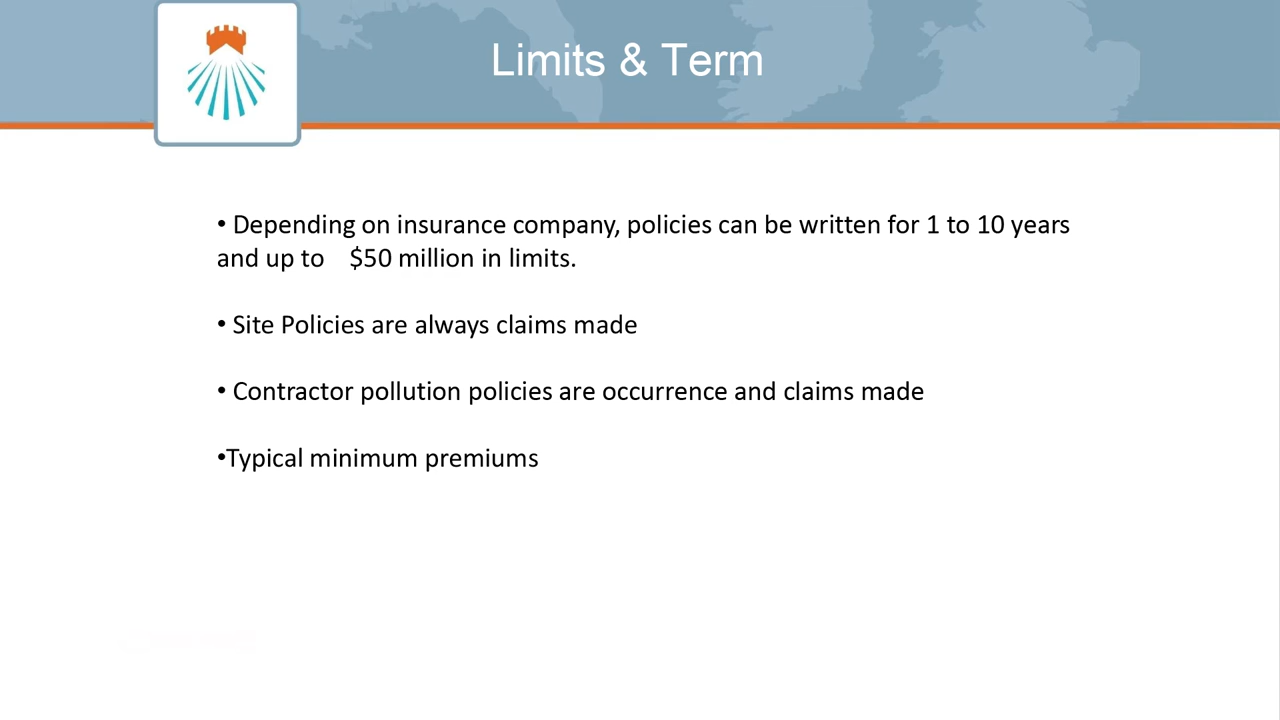 Limits & Term
• Depending on insurance company, policies can be written for 1 to 10 years
and up to $50 million in limits.
• Site Policies are always claims made
• Contractor pollution policies are occurrence and claims made
•Typical minimum premiums